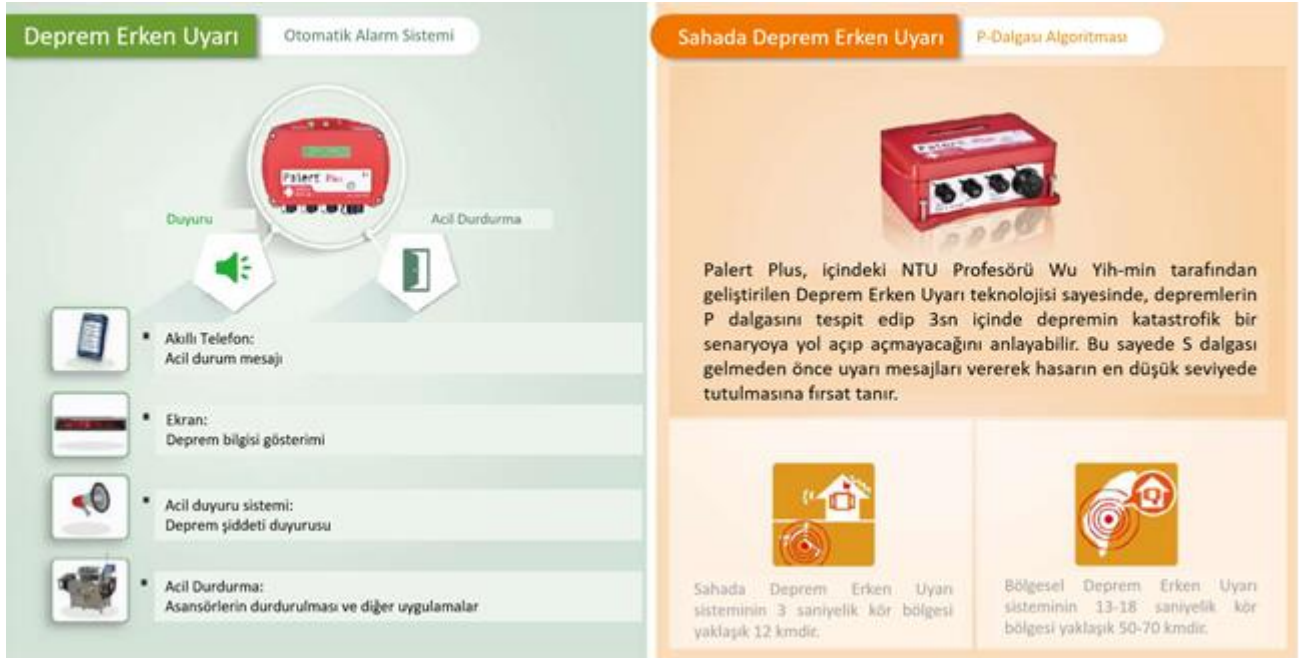 Deprem Erken Uyarı
Otomatik Alarm Sistemi
Palert Plus
Duyuru
Acil Durdurma
▪ Akıllı Telefon:
Acil durum mesajı
▪ Ekran:
Deprem bilgisi gösterimi
▪ Acil duyuru sistemi:
Deprem şiddeti duyurusu
▪ Acil Durdurma:
Asansörlerin durdurulması ve diğer uygulamalar
Sahada Deprem Erken Uyarı
P-Dalgası Algoritması
Palert Plus
Palert Plus, içindeki NTU Profesörü Wu Yih-min tarafından
geliştirilen Deprem Erken Uyarı teknolojisi sayesinde, depremlerin
P dalgasını tespit edip 3sn içinde depremin katastrofik bir
senaryoya yol açıp açmayacağını anlayabilir. Bu sayede S dalgası
gelmeden önce uyarı mesajları vererek hasarın en düşük seviyede
tutulmasına fırsat tanır.
Sahada Deprem Erken Uyarı
sisteminin 3 saniyelik kör bölgesi
yaklaşık 12 kmdir.
Bölgesel Deprem Erken Uyarı
sisteminin 13-18 saniyelik kör
bölgesi yaklaşık 50-70 kmdir.